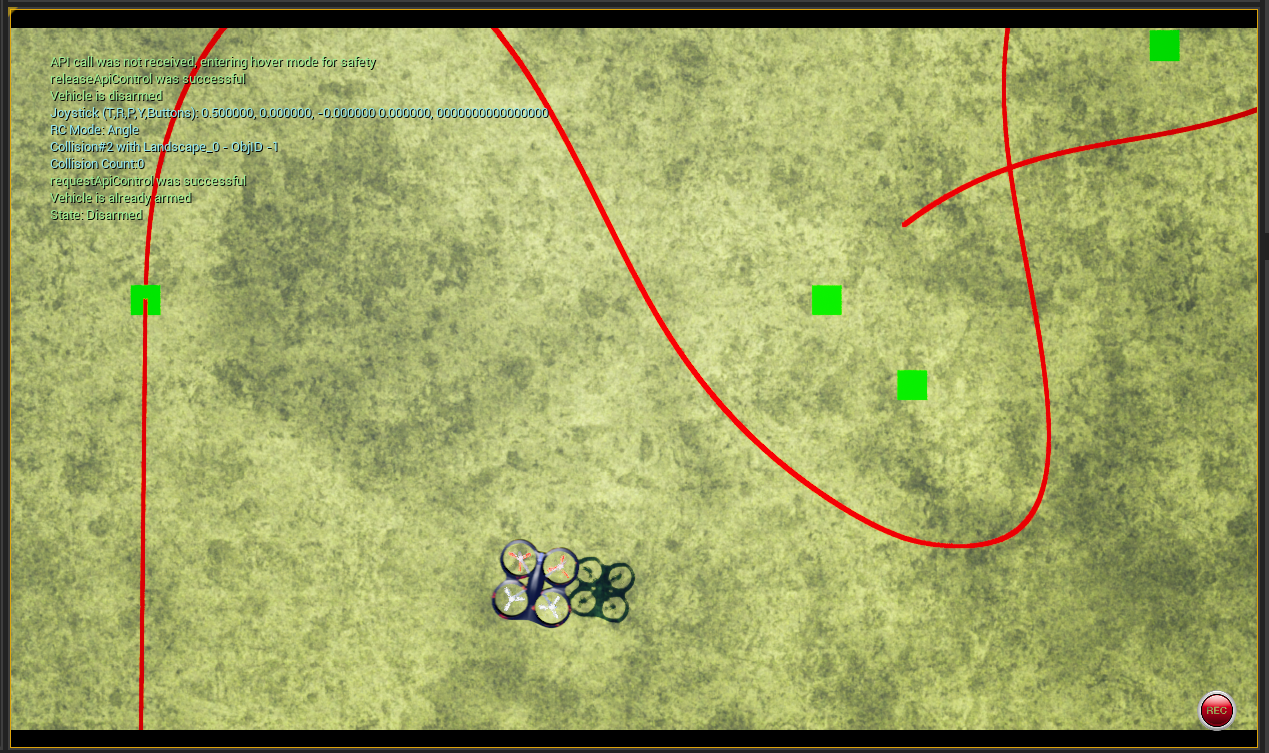 API call was not received, entering hover mode for safety
releaseApiControl was successful
Vehicle is disarmed
Joystick (T,R,P,Y,Buttons): 0.500000, 0.000000, -0.000000 0.000000, 0000000000000000
RC Mode: Angle
Collision#2 with Landscape_0 - ObjID -1
Collision Count:0
requestApiControl was successful
Vehicle is already armed
State: Disarmed
REC